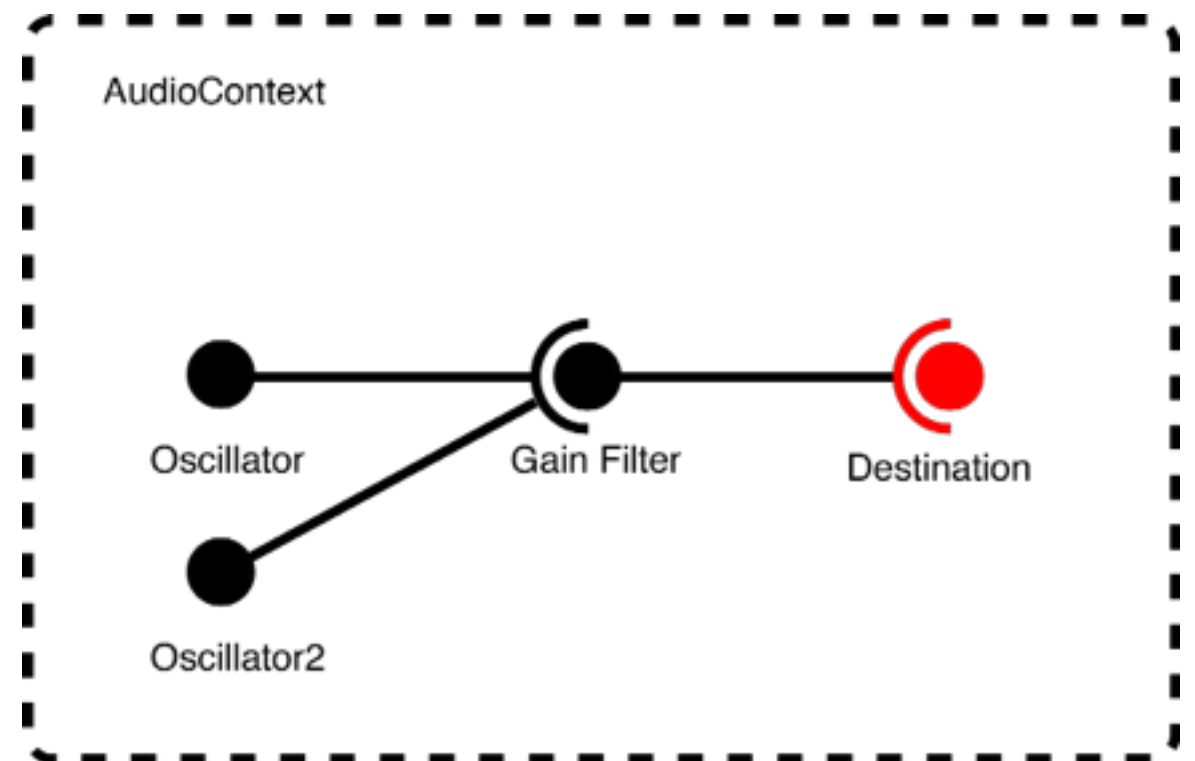 AudioContext
Oscillator
Gain Filter
Destination
Oscillator2